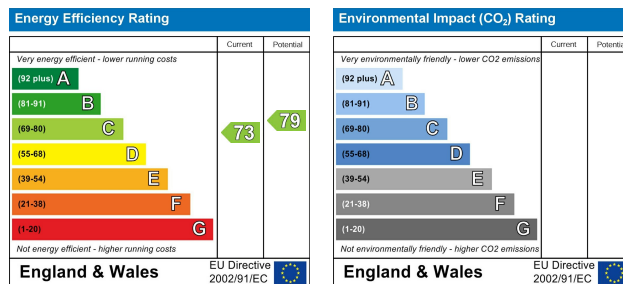 Energy Efficiency Rating
Current Potential
Very energy efficient - lower running costs
(92 plus) A
(81-91) B
(69-80) C
(55-68) D
(39-54) E
(21-38) F
(1-20) G
73
79
Not energy efficient - higher running costs
England & Wales
EU Directive
2002/91/EC
Environmental Impact (CO₂) Rating
Current Potential
Very environmentally friendly - lower CO2 emissions
(92 plus) A
(81-91) B
(69-80) C
(55-68) D
(39-54) E
(21-38) F
(1-20) G
Not environmentally friendly - higher CO2 emissions
England & Wales
EU Directive
2002/91/EC